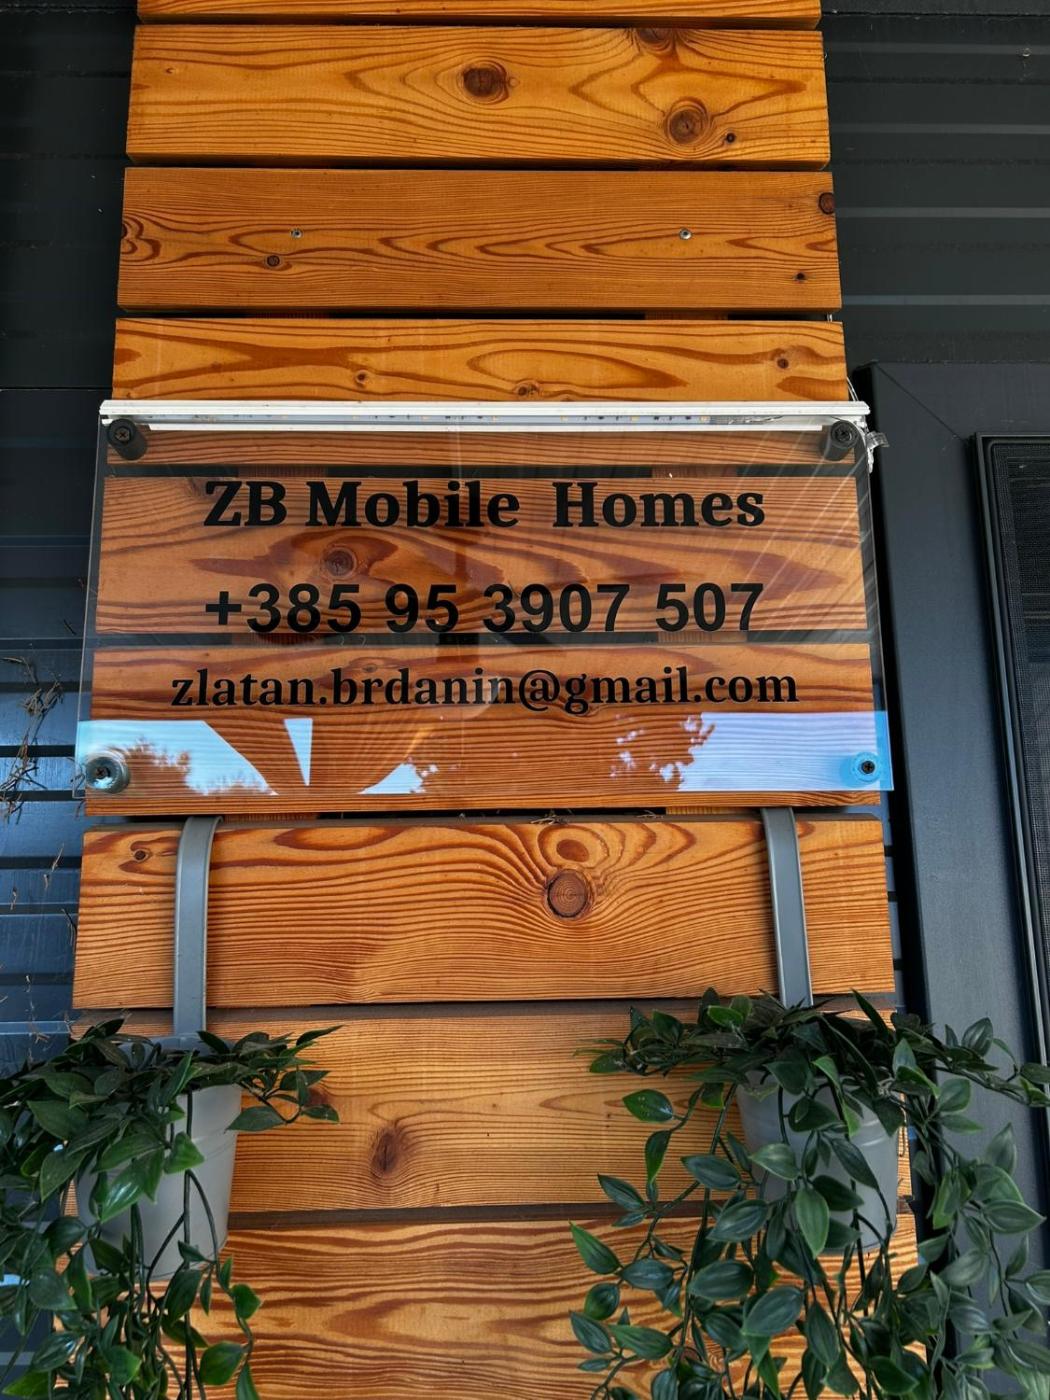 ZB Mobile Homes
+385 95 3907 507
zlatan.brdanin@gmail.com